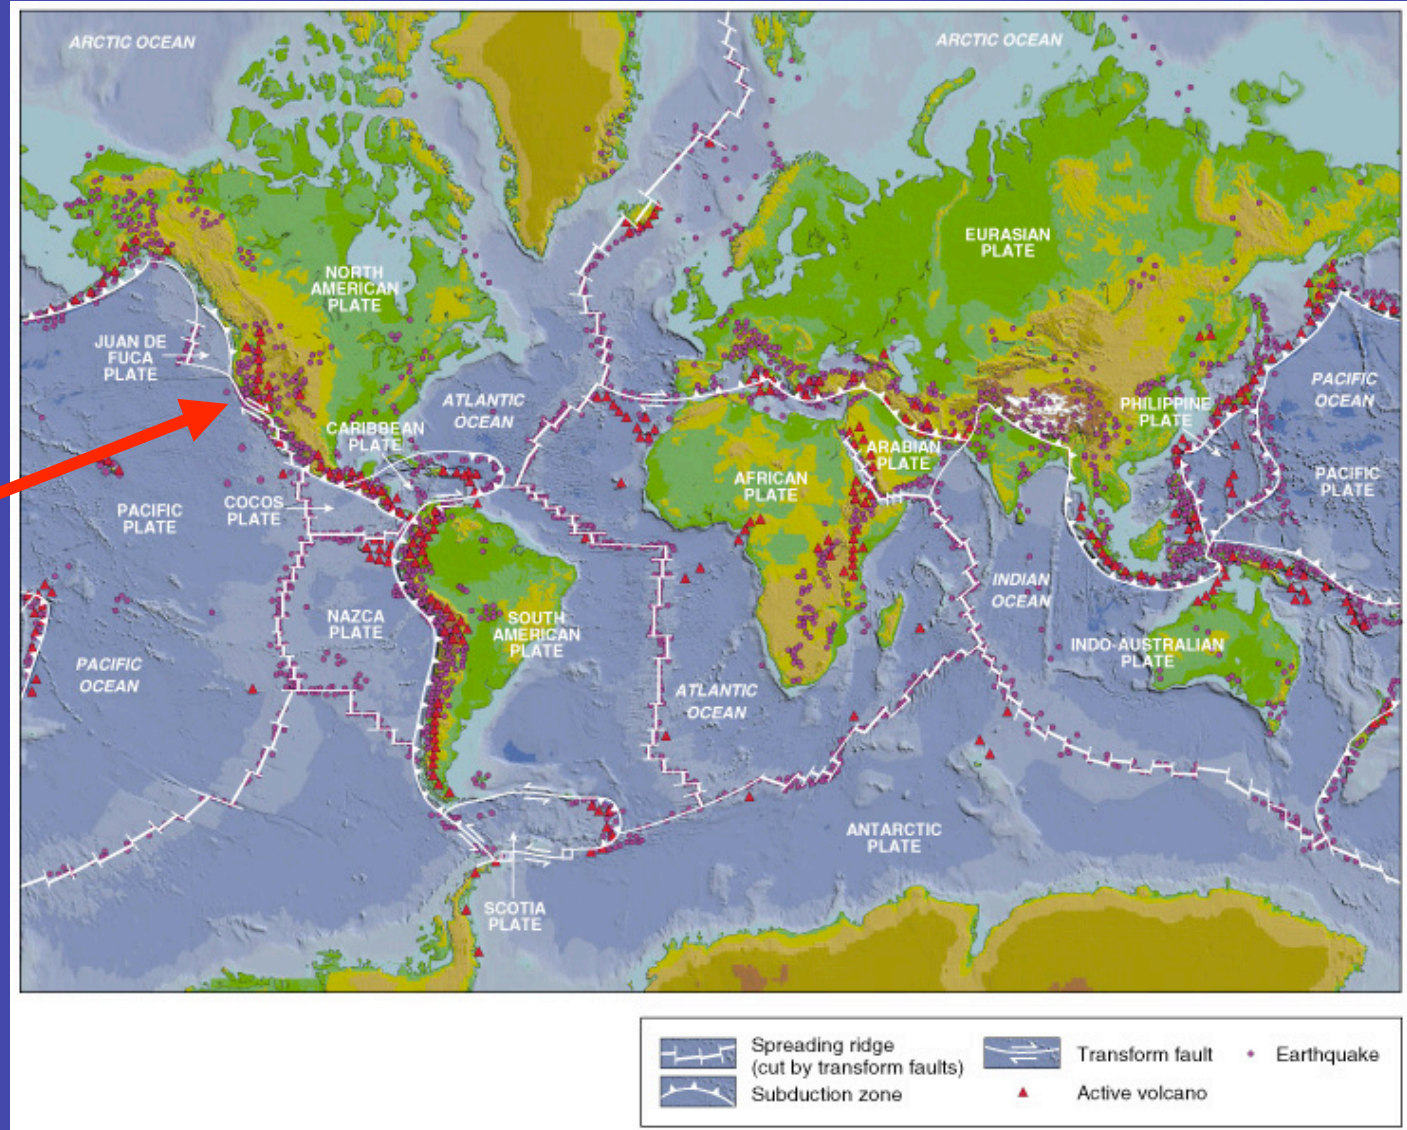 ARCTIC OCEAN
ARCTIC OCEAN
EURASIAN
PLATE
NORTH
AMERICAN
PLATE
JUAN DE
FUCA
PLATE
PACIFIC
OCEAN
ATLANTIC
OCEAN
PHILIPPINE
PLATE
CARIBBEAN
PLATE
ARABIAN
PLATE
AFRICAN
PLATE
PACIFIC
PLATE
COCOS
PLATE
PACIFIC
PLATE
INDIAN
OCEAN
NAZCA
PLATE
SOUTH
AMERICAN
PLATE
INDO-AUSTRALIAN
PLATE
PACIFIC
OCEAN
ATLANTIC
OCEAN
ANTARCTIC
PLATE
SCOTIA
PLATE
Spreading ridge
(cut by transform faults)
Subduction zone
Transform fault
Active volcano
Earthquake